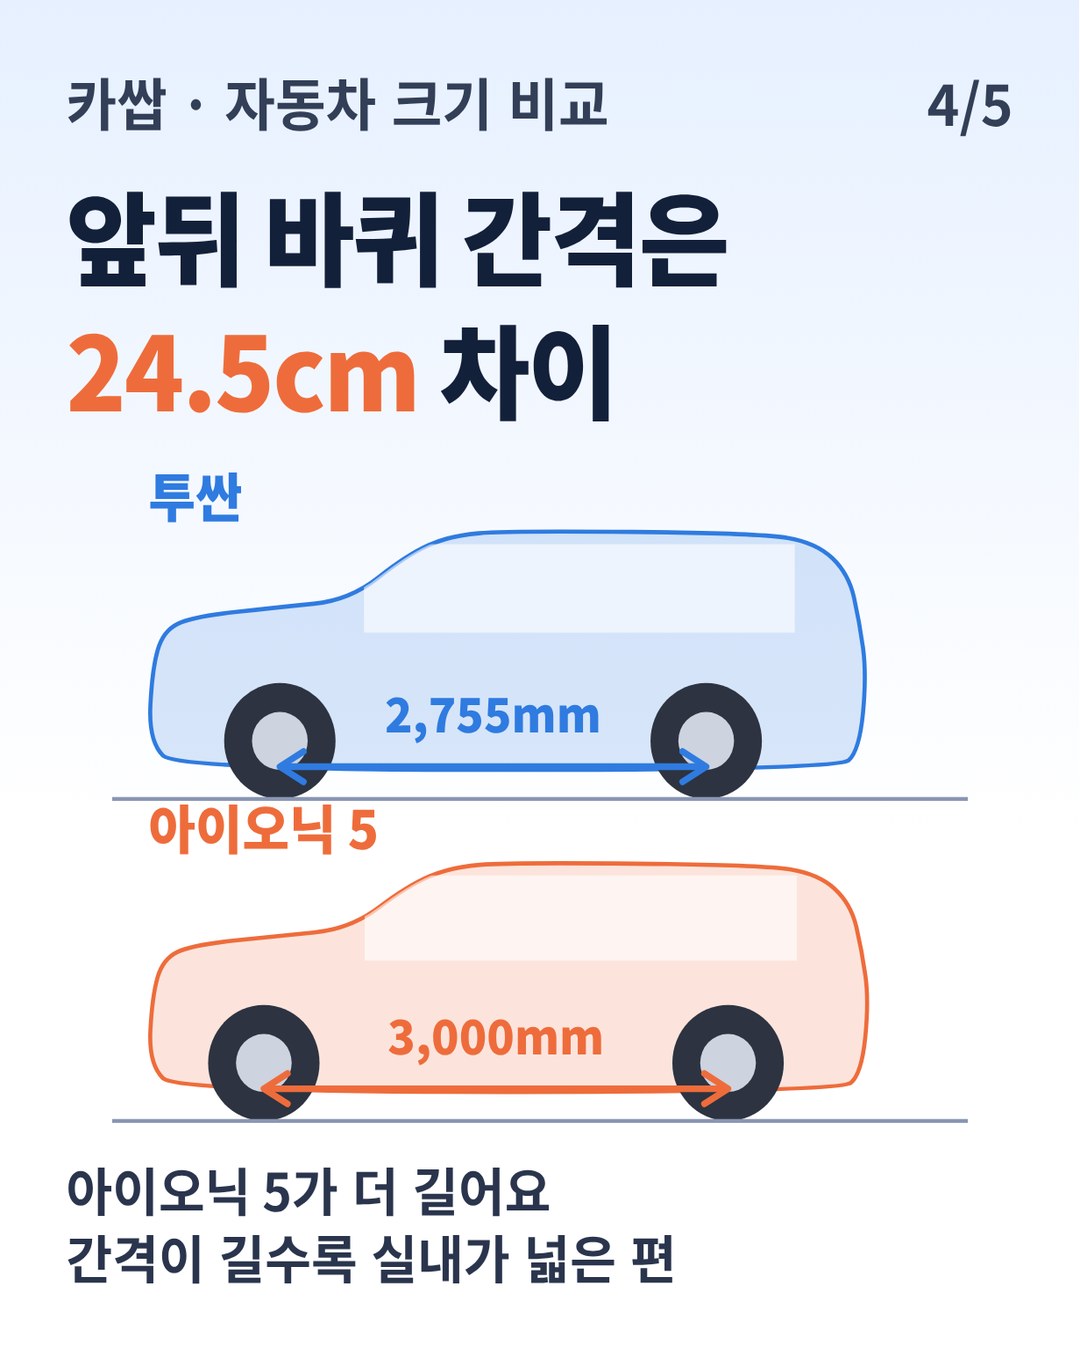 카쌉 · 자동차 크기 비교
4/5
앞뒤 바퀴 간격은
24.5cm 차이
투싼
2,755mm
아이오닉 5
3,000mm
아이오닉 5가 더 길어요
간격이 길수록 실내가 넓은 편